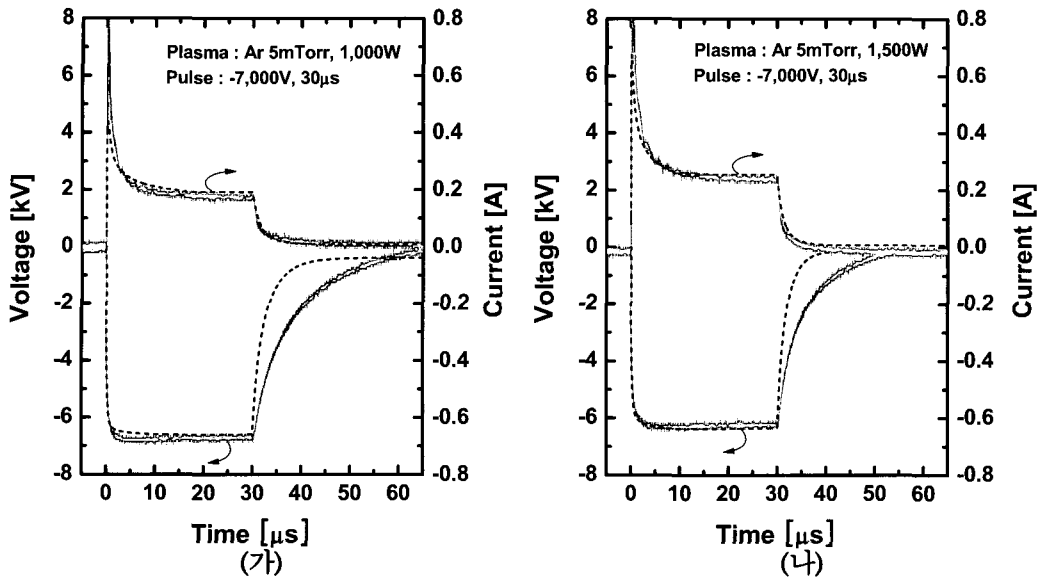 Plasma : Ar 5mTorr, 1,000W
Pulse : -7,000V, 30μs
Voltage [kV]
8
6
4
2
0
-2
-4
-6
-8
Current [A]
0.8
0.6
0.4
0.2
0.0
-0.2
-0.4
-0.6
-0.8
0 10 20 30 40 50 60
Time [μs]
(가)
Plasma : Ar 5mTorr, 1,500W
Pulse : -7,000V, 30μs
Voltage [kV]
8
6
4
2
0
-2
-4
-6
-8
Current [A]
0.8
0.6
0.4
0.2
0.0
-0.2
-0.4
-0.6
-0.8
0 10 20 30 40 50 60
Time [μs]
(나)